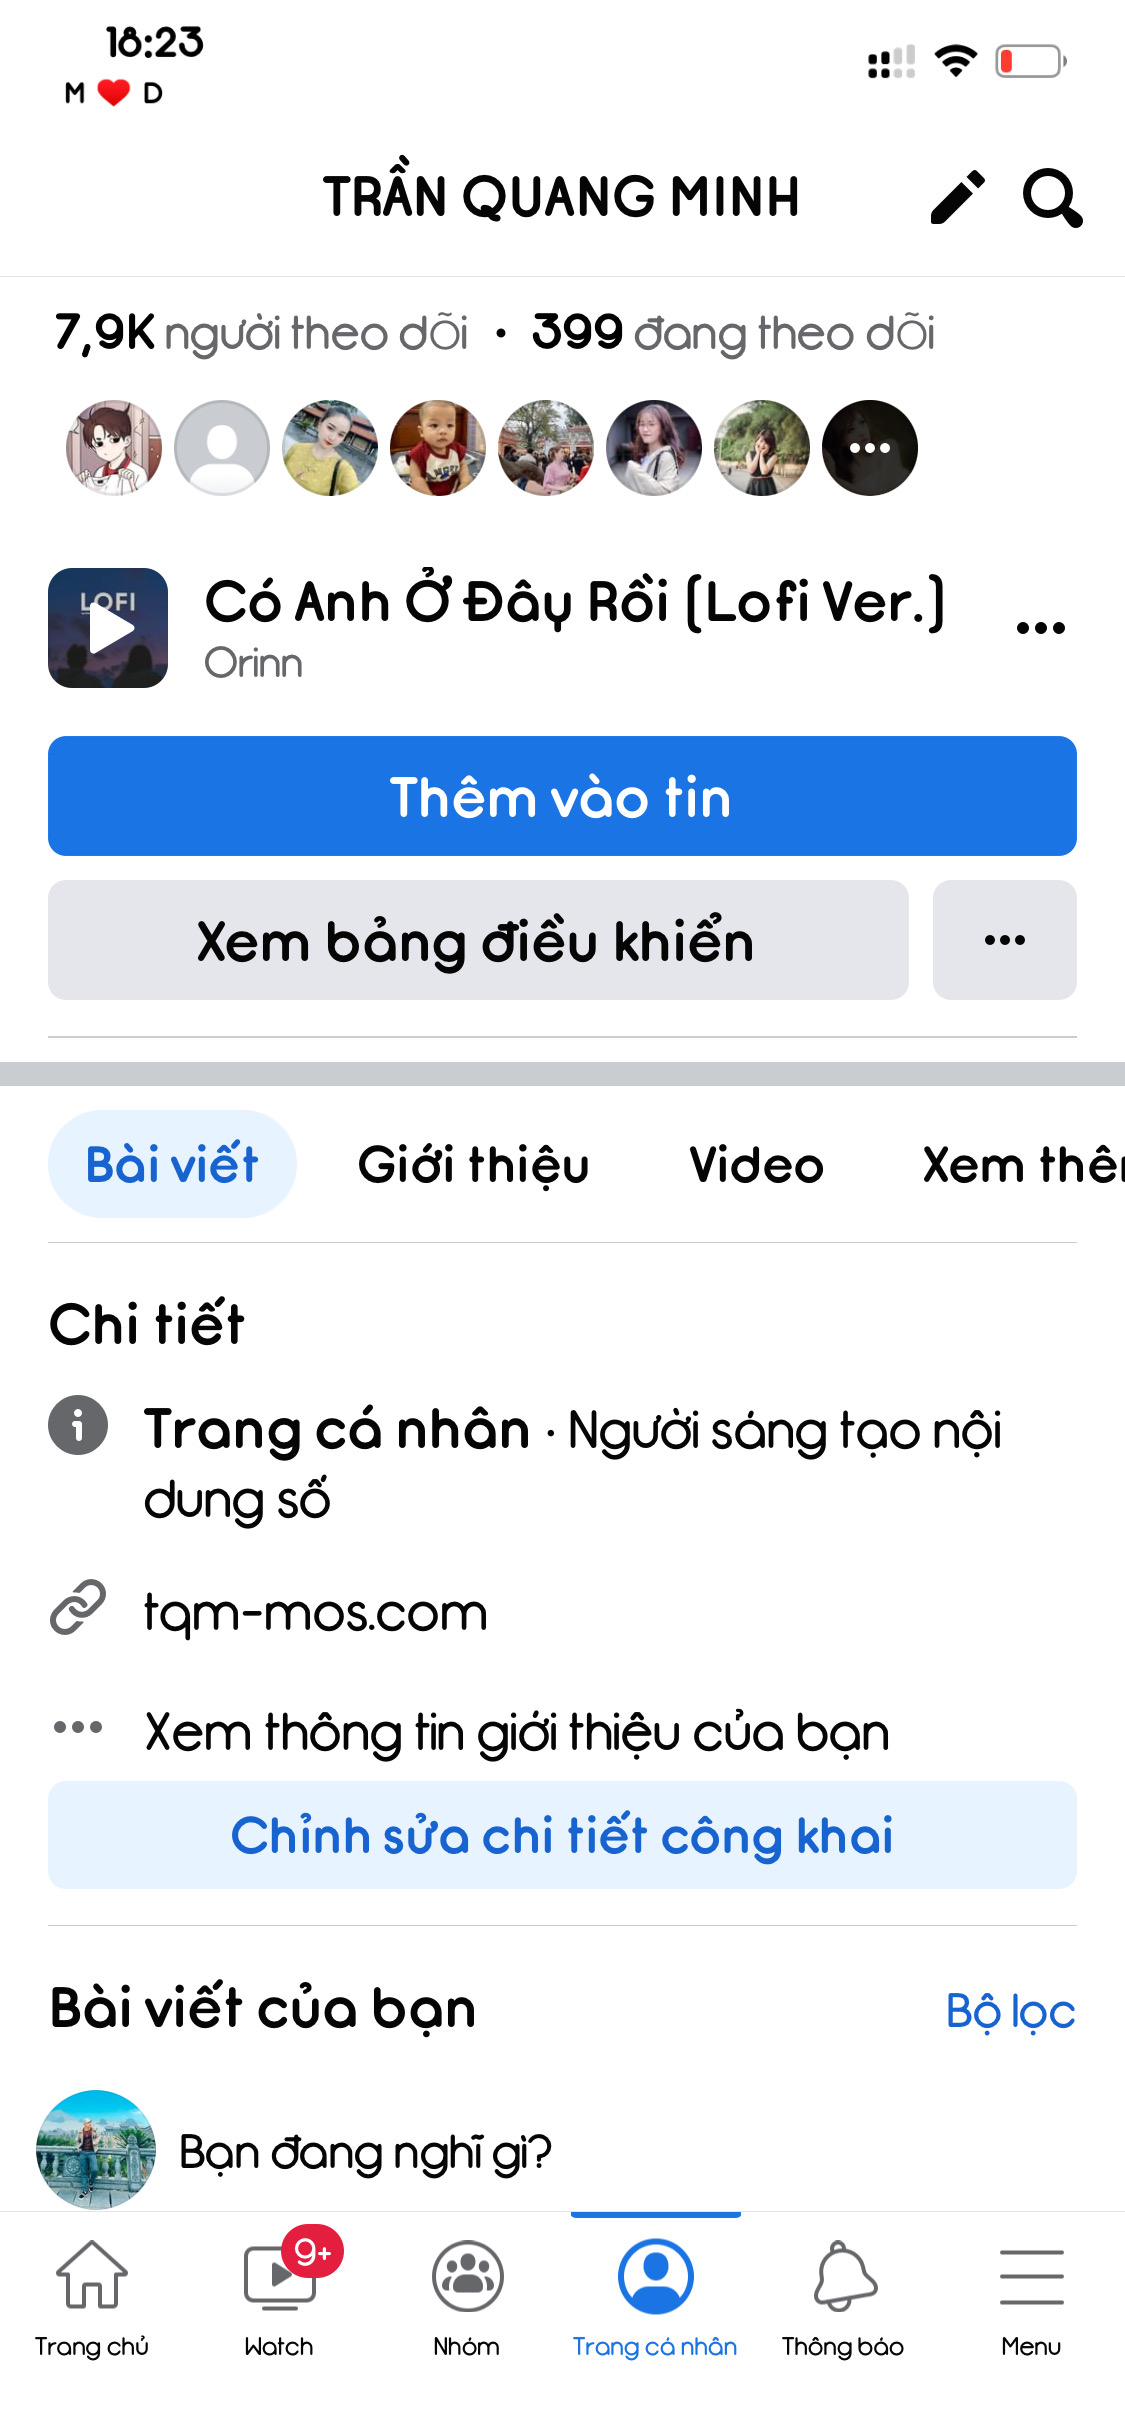 18:23
M ❤️ D
TRẦN QUANG MINH
7,9K người theo dõi • 399 đang theo dõi
LOFI
Có Anh Ở Đây Rồi (Lofi Ver.)
Orinn
Thêm vào tin
Xem bảng điều khiển
Bài viết Giới thiệu Video Xem thê
Chi tiết
Trang cá nhân · Người sáng tạo nội
dung số
tqm-mos.com
Xem thông tin giới thiệu của bạn
Chỉnh sửa chi tiết công khai
Bài viết của bạn Bộ lọc
Bạn đang nghĩ gì?
9+
Trang chủ Watch Nhóm Trang cá nhân Thông báo Menu